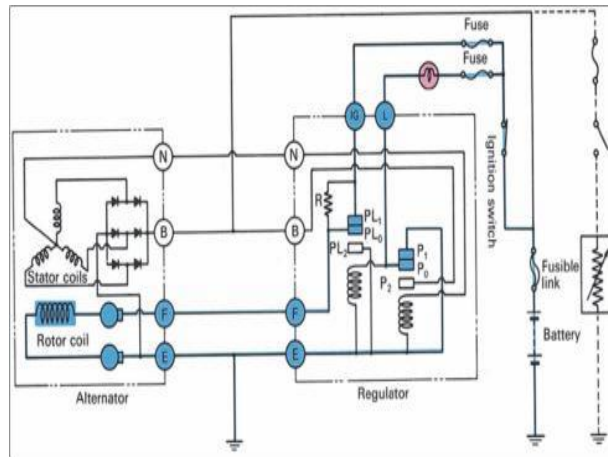 Fuse
Fuse
IG
L
N
N
R
PL1
PL0
PL2
P1
P0
P2
B
B
Stator coils
Ignition switch
Fusible
link
Rotor coil
F
F
Battery
E
E
Alternator
Regulator